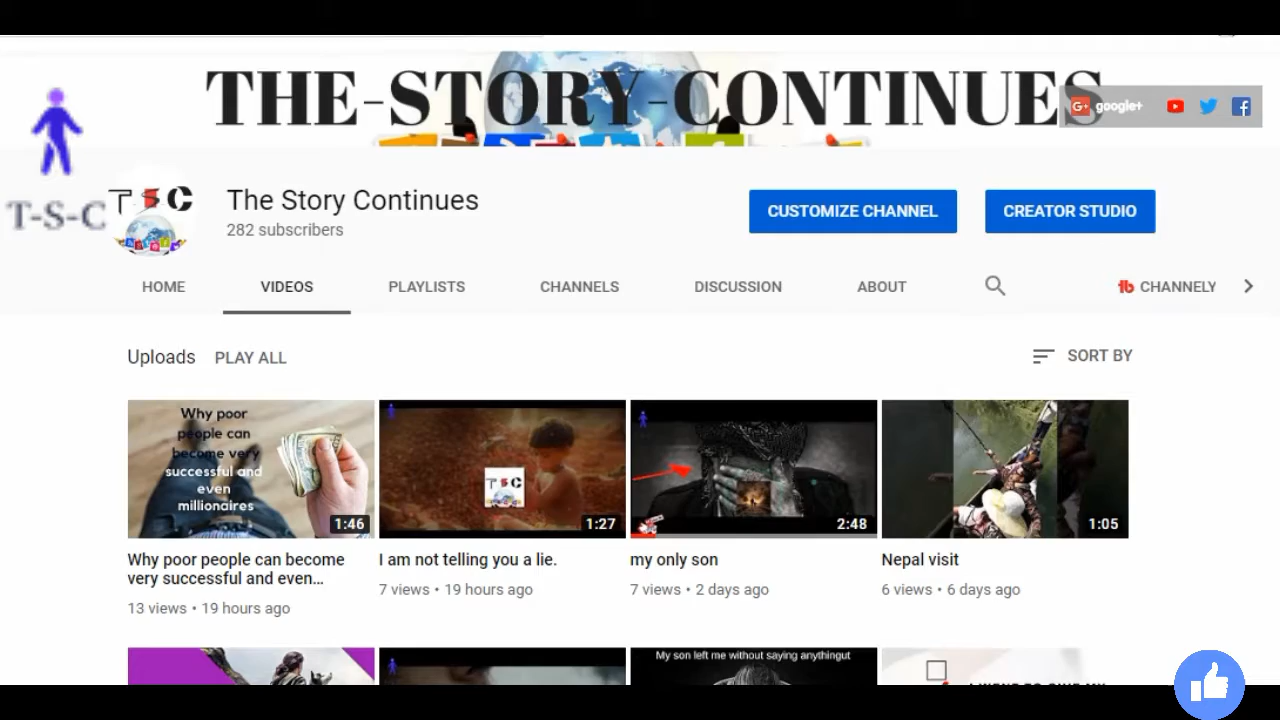 THE-STORY-CONTINUES
google+
T-S-C
TSC
The Story Continues
282 subscribers
CUSTOMIZE CHANNEL
CREATOR STUDIO
HOME
VIDEOS
PLAYLISTS
CHANNELS
DISCUSSION
ABOUT
CHANNELY
Uploads
PLAY ALL
SORT BY
Why poor
people can
become very
successful and
even
millionaires
1:46
TSC
1:27
2:48
1:05
Why poor people can become
very successful and even...
13 views • 19 hours ago
I am not telling you a lie.
7 views • 19 hours ago
my only son
7 views • 2 days ago
Nepal visit
6 views • 6 days ago
My son left me without saying anythingut